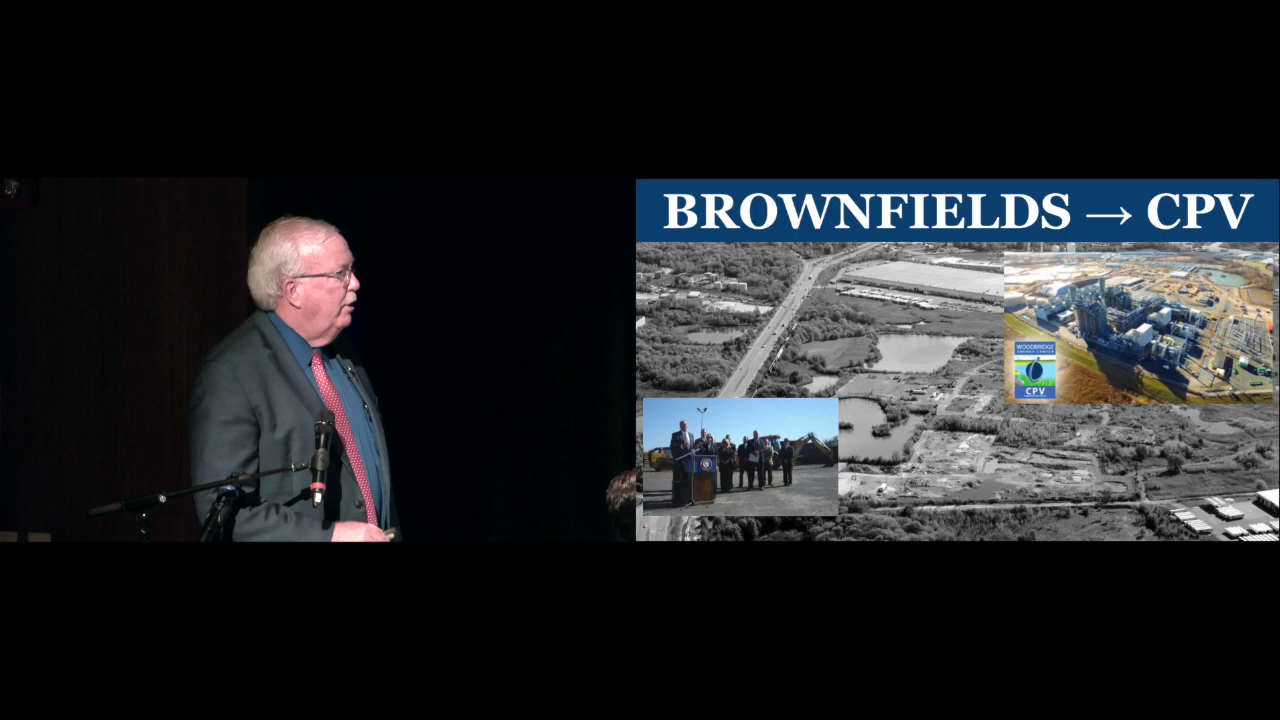 BROWNFIELDS → CPV
WOODBRIDGE
ENERGY CENTER
CPV